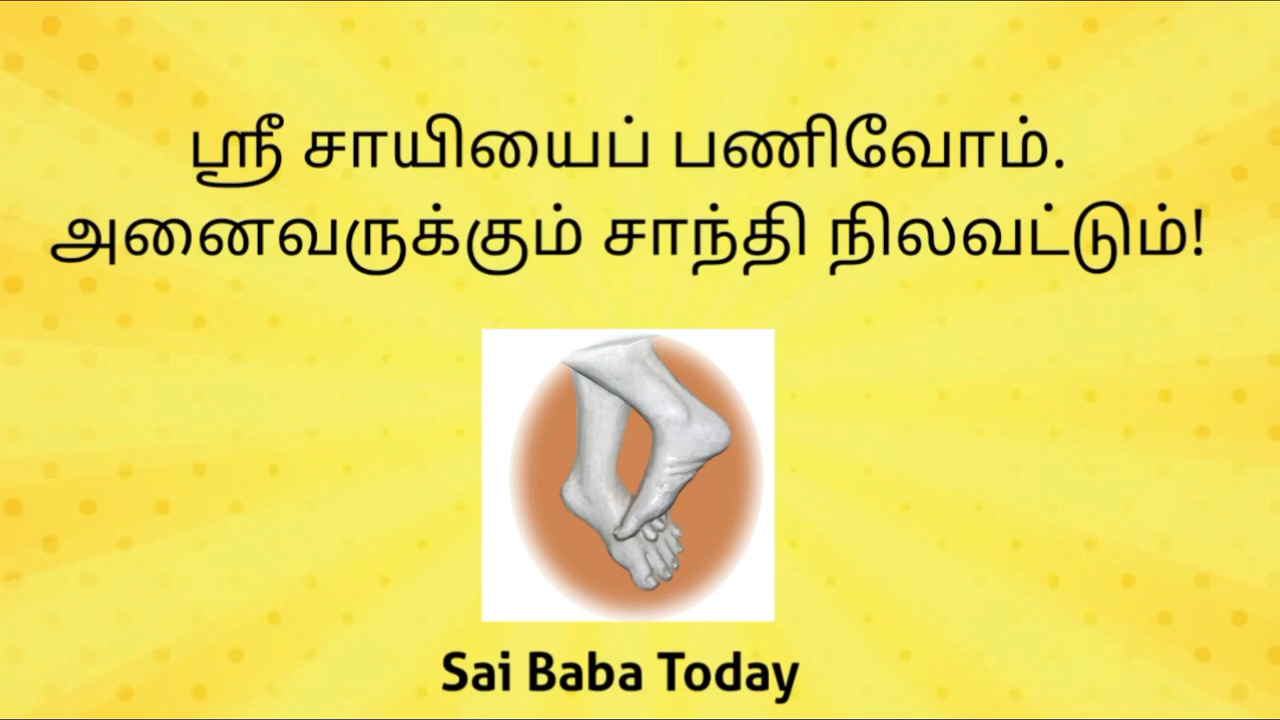 ஸ்ரீ சாயியைப் பணிவோம்.
அனைவருக்கும் சாந்தி நிலவட்டும்!
Sai Baba Today